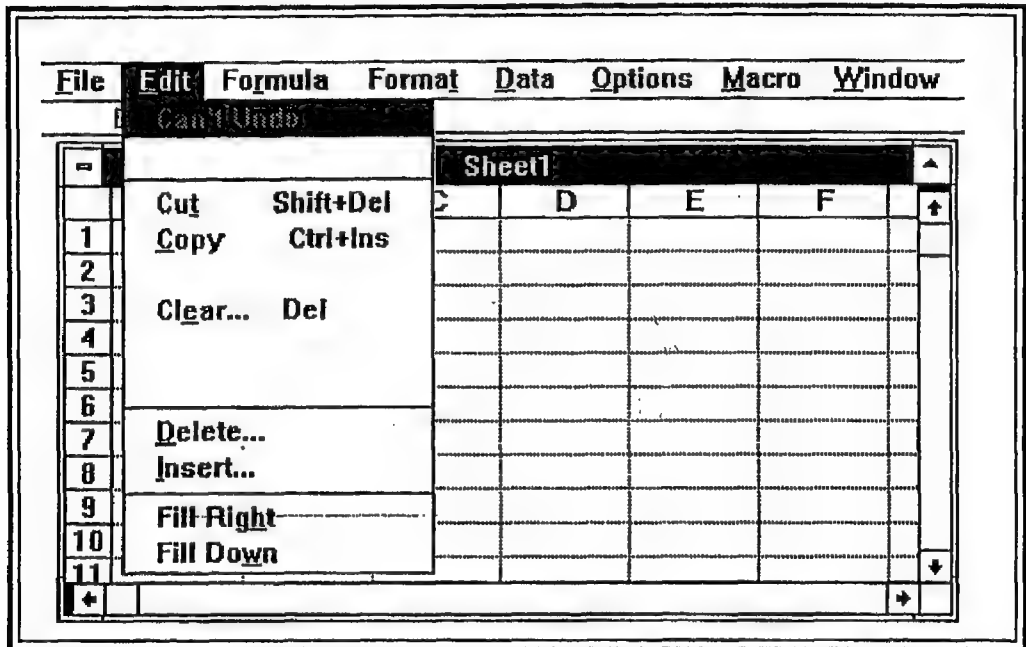 File Edit Formula Format Data Options Macro Window
Can't Undo
Sheet1
Cut Shift+Del
C D E F
Copy Ctrl+Ins
Clear... Del
Delete...
Insert...
Fill Right
Fill Down
1
2
3
4
5
6
7
8
9
10
11